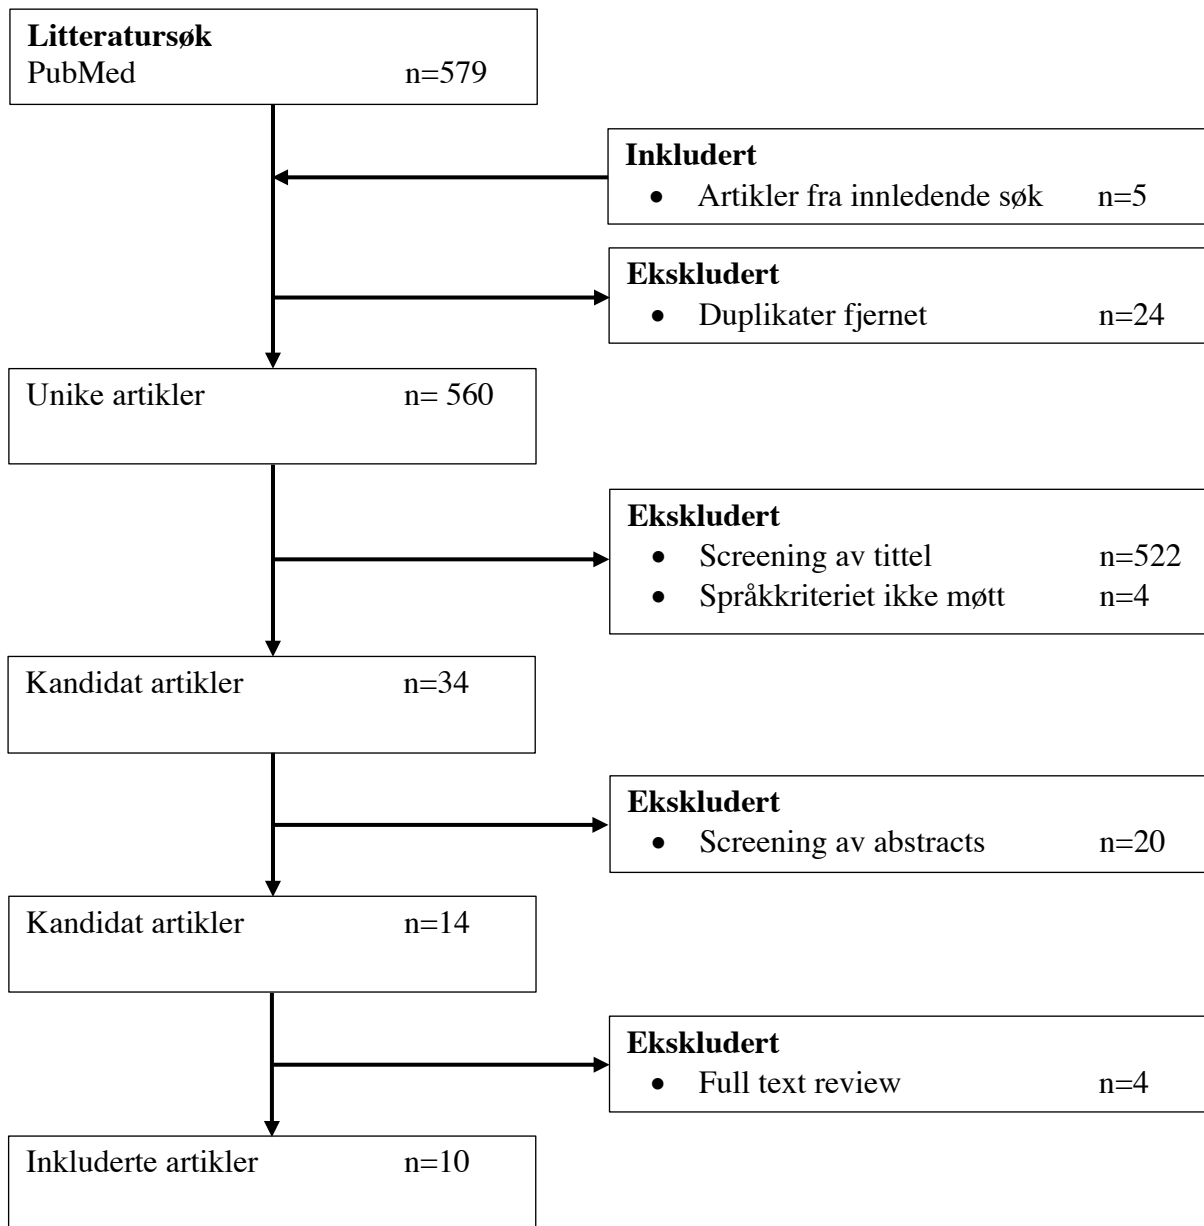 Litteratursøk
PubMed n=579
Inkludert
• Artikler fra innledende søk n=5
Ekskludert
• Duplikater fjernet n=24
Unike artikler n= 560
Ekskludert
• Screening av tittel n=522
• Språkkriteriet ikke møtt n=4
Kandidat artikler n=34
Ekskludert
• Screening av abstracts n=20
Kandidat artikler n=14
Ekskludert
• Full text review n=4
Inkluderte artikler n=10